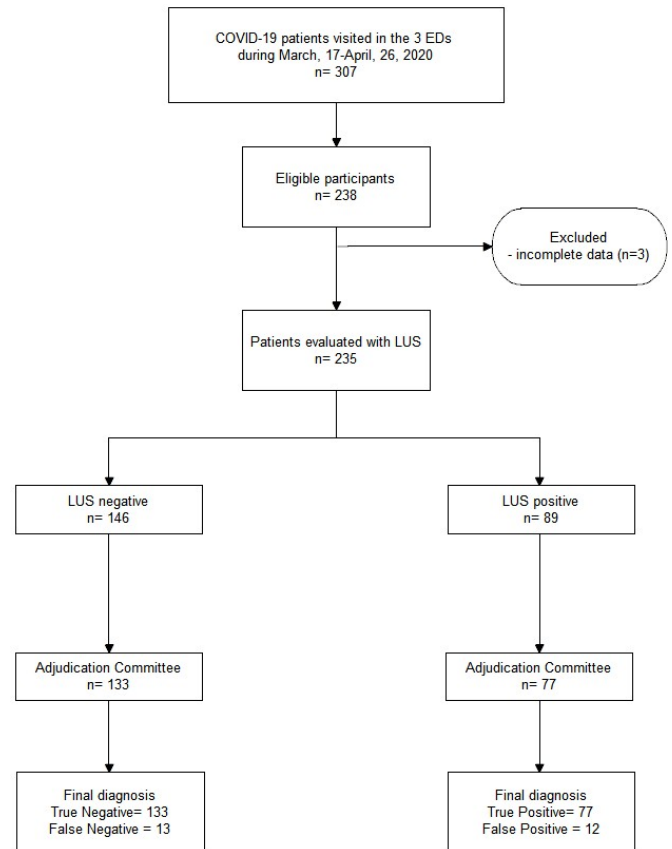 COVID-19 patients visited in the 3 EDs
during March, 17-April, 26, 2020
n= 307
Eligible participants
n= 238
Excluded
- incomplete data (n=3)
Patients evaluated with LUS
n= 235
LUS negative
n= 146
LUS positive
n= 89
Adjudication Committee
n= 133
Adjudication Committee
n= 77
Final diagnosis
True Negative= 133
False Negative = 13
Final diagnosis
True Positive= 77
False Positive = 12